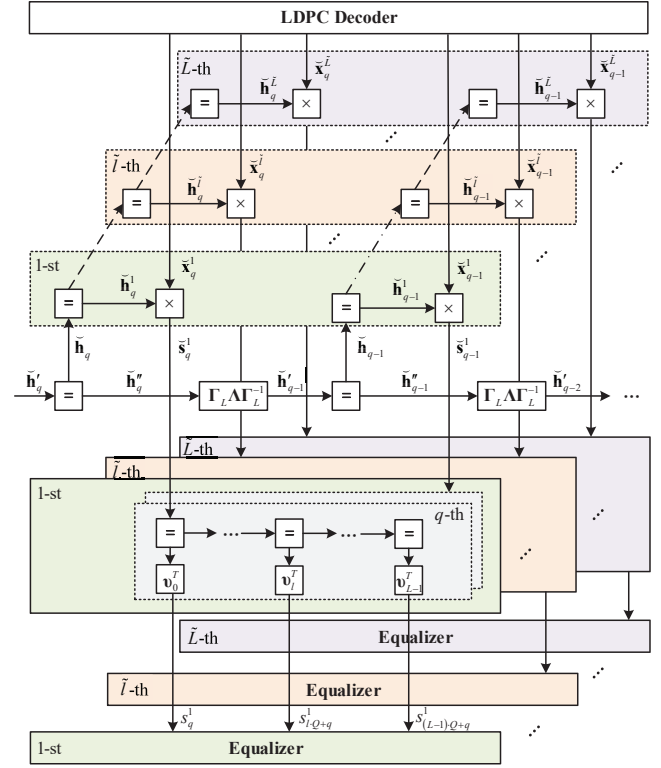 LDPC Decoder
L̃-th = h̆_q^L̃ × x̆_q^L̃ = h̆_{q−1}^L̃ × x̆_{q−1}^L̃
l̃-th = h̆_q^l̃ × x̆_q^l̃ = h̆_{q−1}^l̃ × x̆_{q−1}^l̃
1-st = h̆_q^1 × x̆_q^1 = h̆_{q−1}^1 × x̆_{q−1}^1
h̆_q s̆_q^1 h̆_{q−1} s̆_{q−1}^1
h̆′_q = h̆″_q Γ_L Λ Γ_L^{−1} h̆′_{q−1} = h̆″_{q−1} Γ_L Λ Γ_L^{−1} h̆′_{q−2} ...
L̃-th
l̃-th
1-st
q-th
= ... = ... =
υ_0^T υ_l^T υ_{L−1}^T
L̃-th Equalizer
l̃-th Equalizer
s_q^1 s_{l·Q+q}^1 s_{(L−1)·Q+q}^1
1-st Equalizer